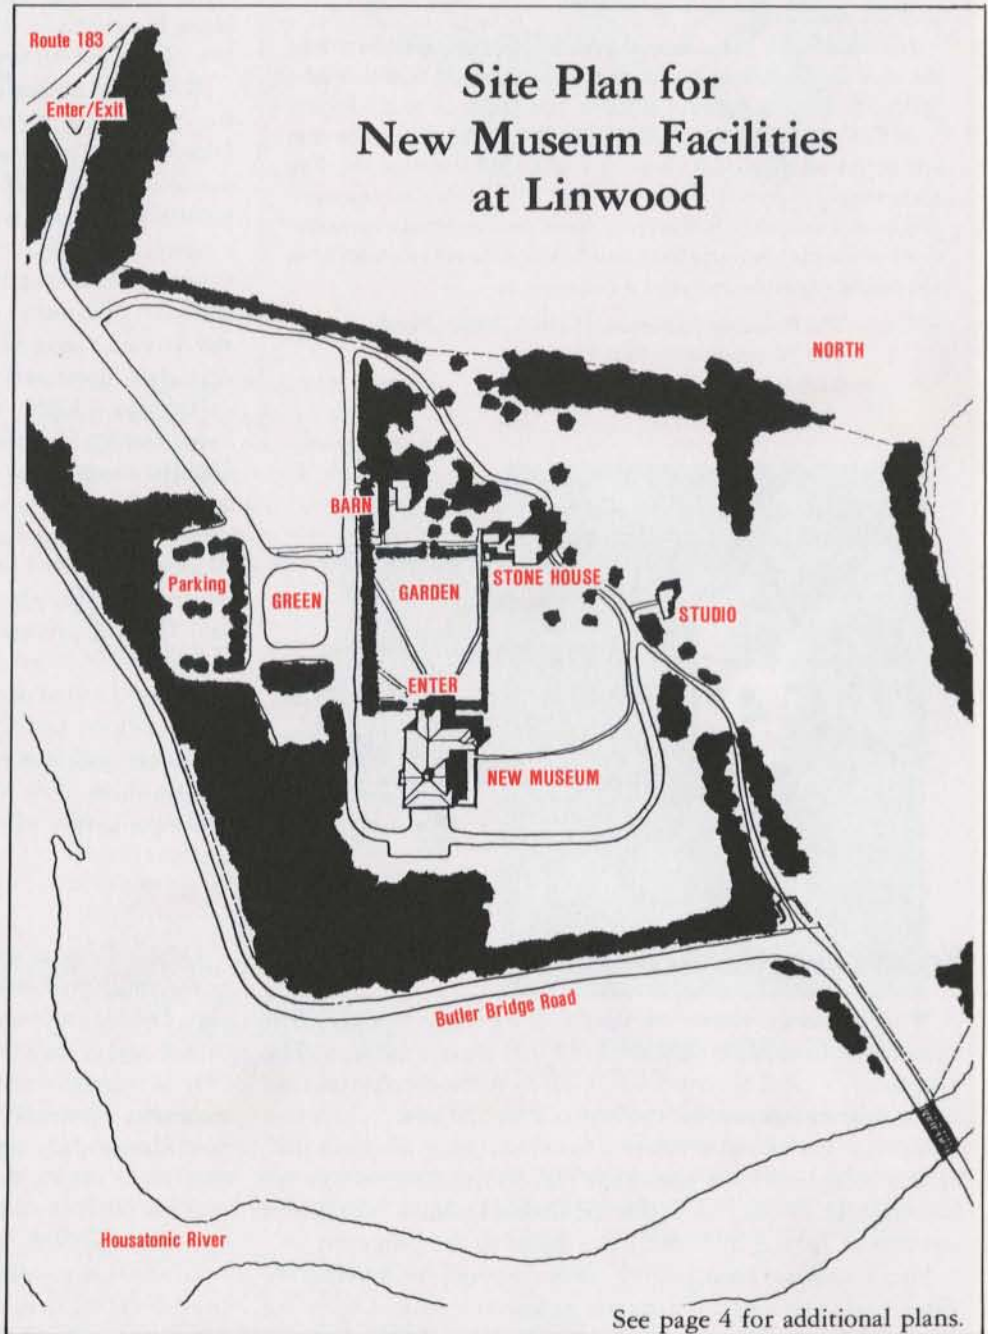 Route 183
Enter/Exit
Site Plan for
New Museum Facilities
at Linwood
NORTH
BARN
Parking
GREEN
GARDEN
STONE HOUSE
STUDIO
ENTER
NEW MUSEUM
Butler Bridge Road
Housatonic River
See page 4 for additional plans.